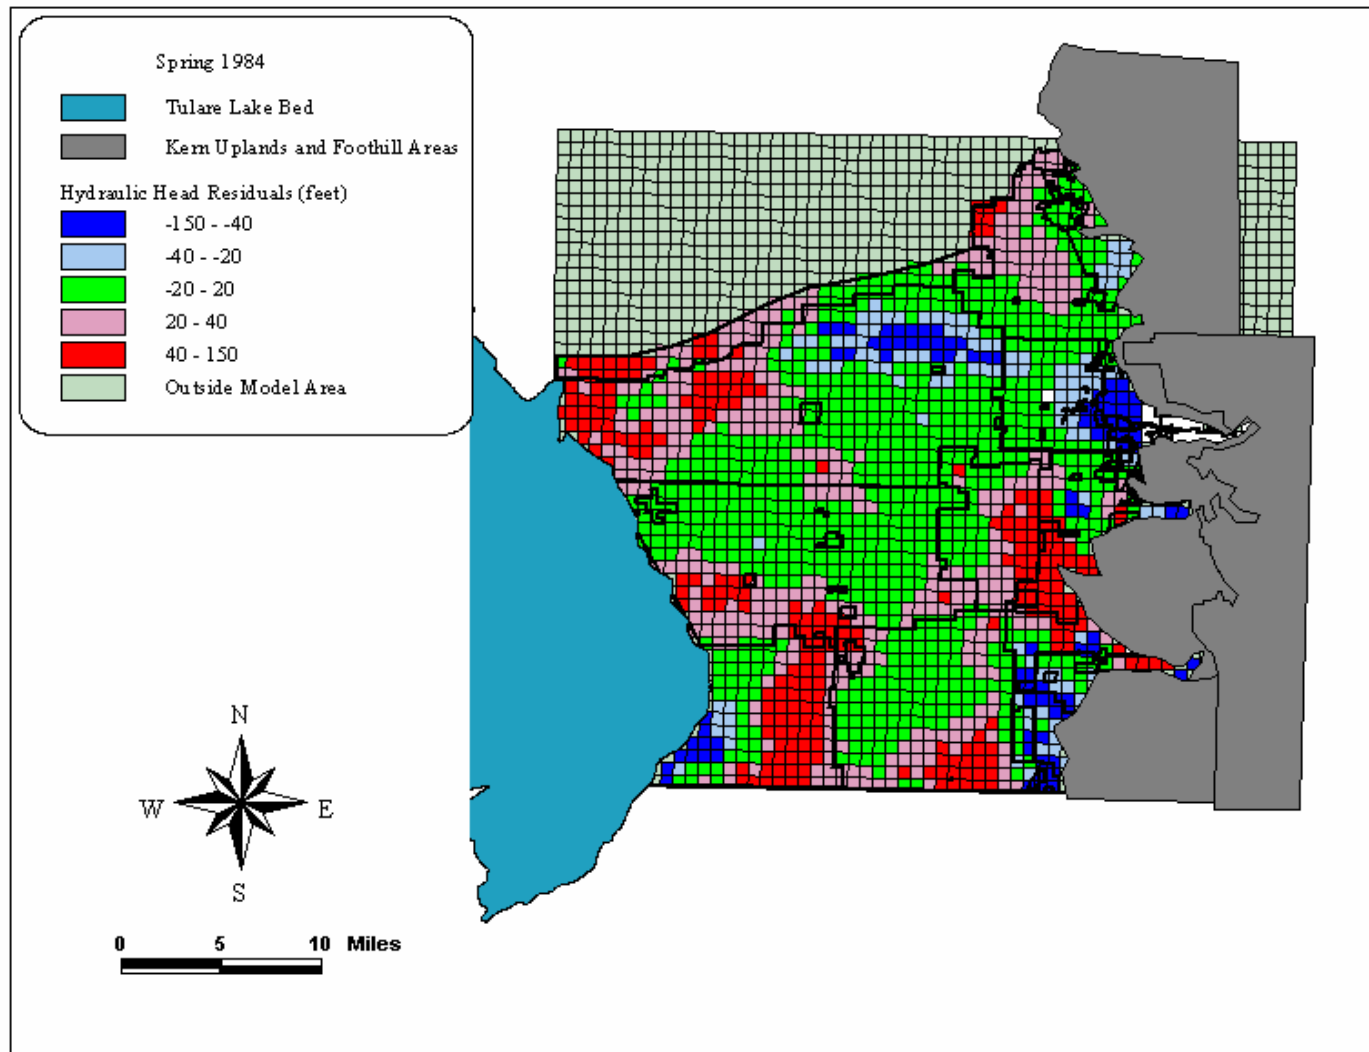 Spring 1984
Tulare Lake Bed
Kern Uplands and Foothill Areas
Hydraulic Head Residuals (feet)
-150 - -40
-40 - -20
-20 - 20
20 - 40
40 - 150
Outside Model Area
N
W E
S
0 5 10 Miles